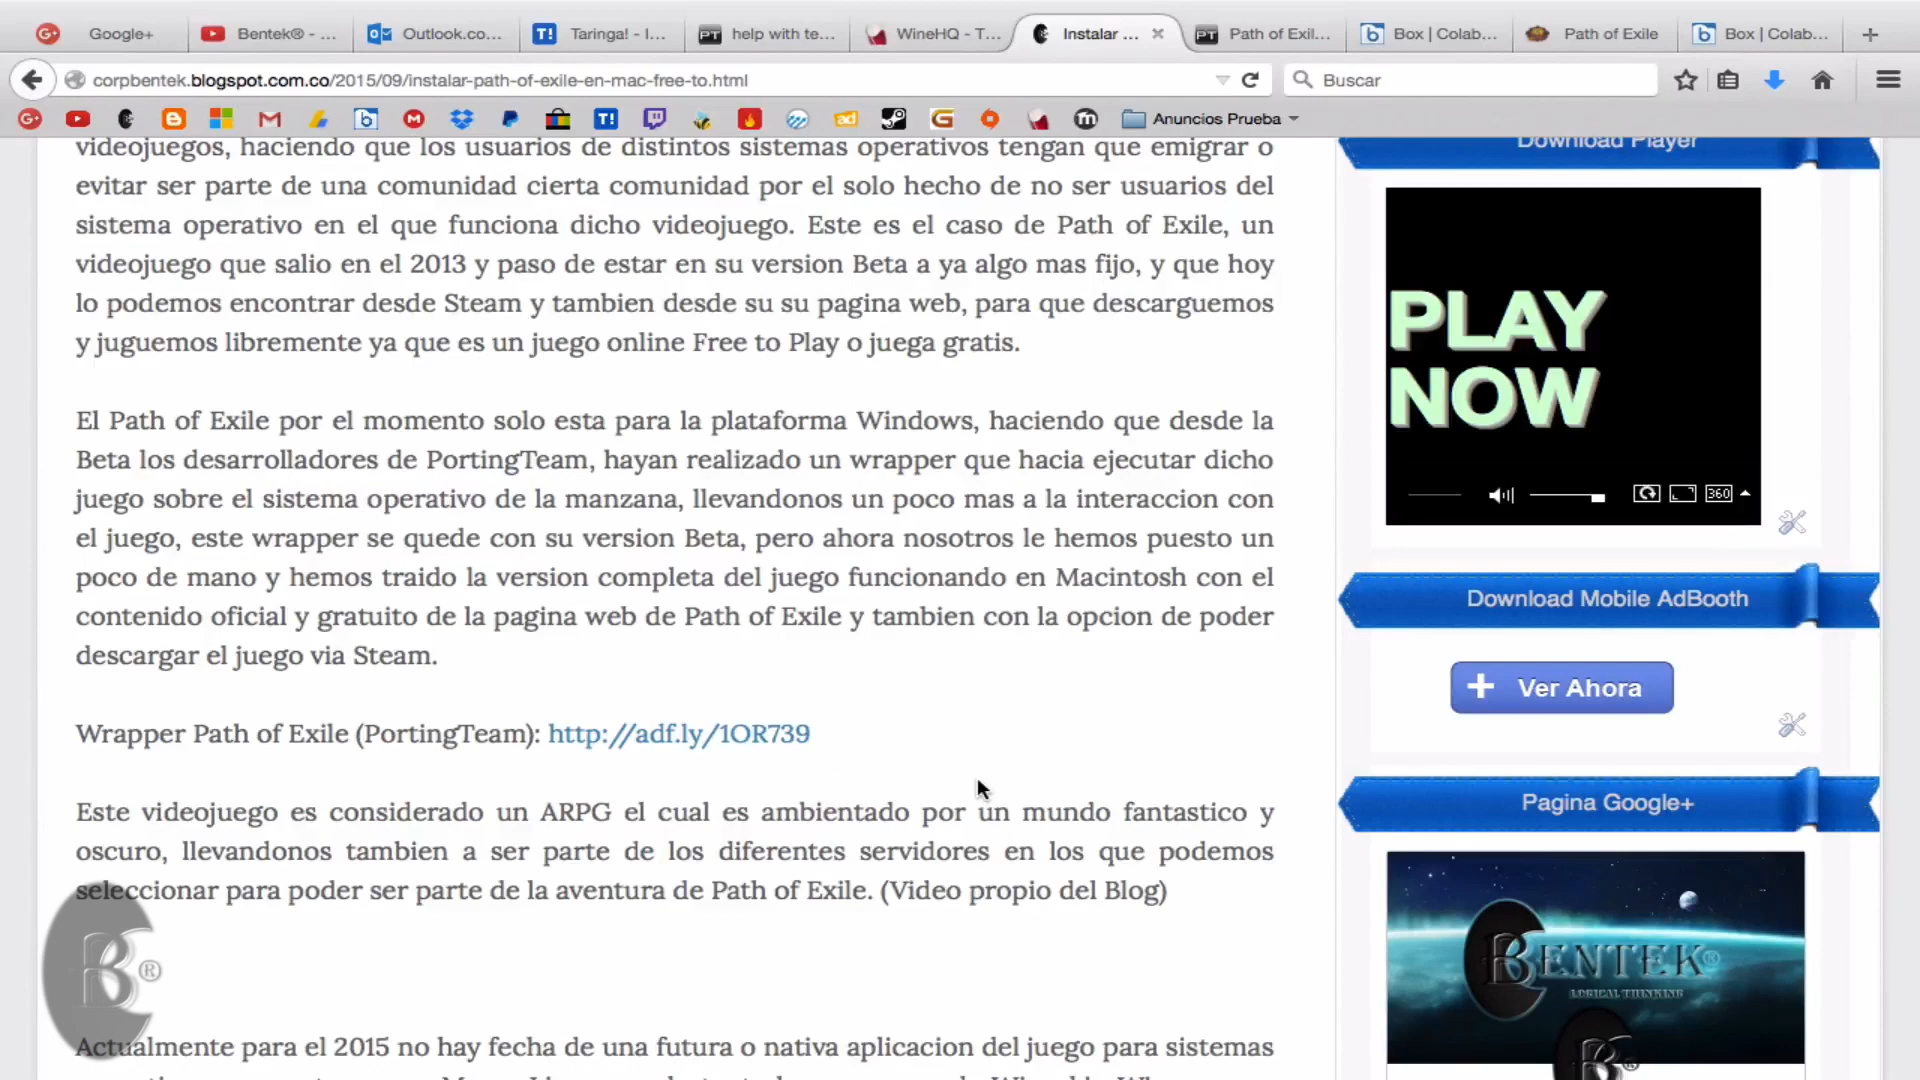 Google+
Bentek® - ...
Outlook.co...
Taringa! - I...
help with te...
WineHQ - T...
Instalar ...
Path of Exil...
Box | Colab...
Path of Exile
Box | Colab...
corpbentek.blogspot.com.co/2015/09/instalar-path-of-exile-en-mac-free-to.html
Buscar
Anuncios Prueba
videojuegos, haciendo que los usuarios de distintos sistemas operativos tengan que emigrar o
evitar ser parte de una comunidad cierta comunidad por el solo hecho de no ser usuarios del
sistema operativo en el que funciona dicho videojuego. Este es el caso de Path of Exile, un
videojuego que salio en el 2013 y paso de estar en su version Beta a ya algo mas fijo, y que hoy
lo podemos encontrar desde Steam y tambien desde su su pagina web, para que descarguemos
y juguemos libremente ya que es un juego online Free to Play o juega gratis.
El Path of Exile por el momento solo esta para la plataforma Windows, haciendo que desde la
Beta los desarrolladores de PortingTeam, hayan realizado un wrapper que hacia ejecutar dicho
juego sobre el sistema operativo de la manzana, llevandonos un poco mas a la interaccion con
el juego, este wrapper se quede con su version Beta, pero ahora nosotros le hemos puesto un
poco de mano y hemos traido la version completa del juego funcionando en Macintosh con el
contenido oficial y gratuito de la pagina web de Path of Exile y tambien con la opcion de poder
descargar el juego via Steam.
Wrapper Path of Exile (PortingTeam): http://adf.ly/1OR739
Este videojuego es considerado un ARPG el cual es ambientado por un mundo fantastico y
oscuro, llevandonos tambien a ser parte de los diferentes servidores en los que podemos
seleccionar para poder ser parte de la aventura de Path of Exile. (Video propio del Blog)
Actualmente para el 2015 no hay fecha de una futura o nativa aplicacion del juego para sistemas
Download Player
PLAY
NOW
360
Download Mobile AdBooth
+ Ver Ahora
Pagina Google+
BENTEK®
LOGICAL THINKING
B®